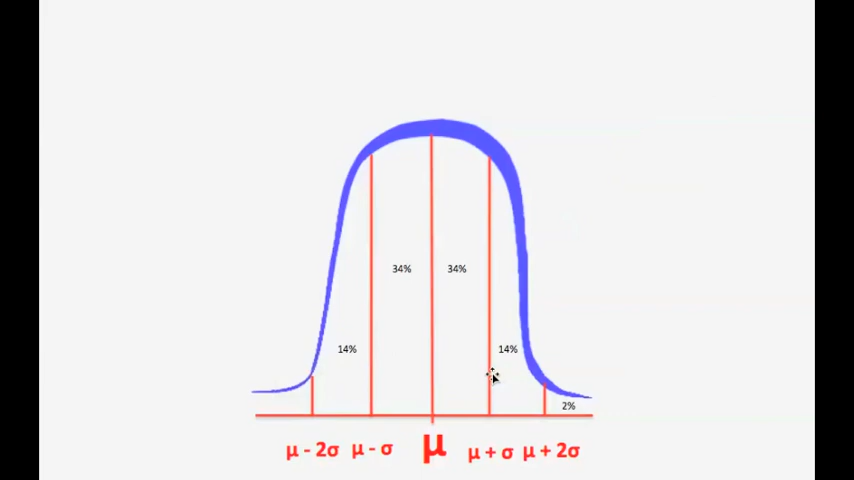 34% 34%
14% 14%
2%
μ - 2σ μ - σ μ μ + σ μ + 2σ